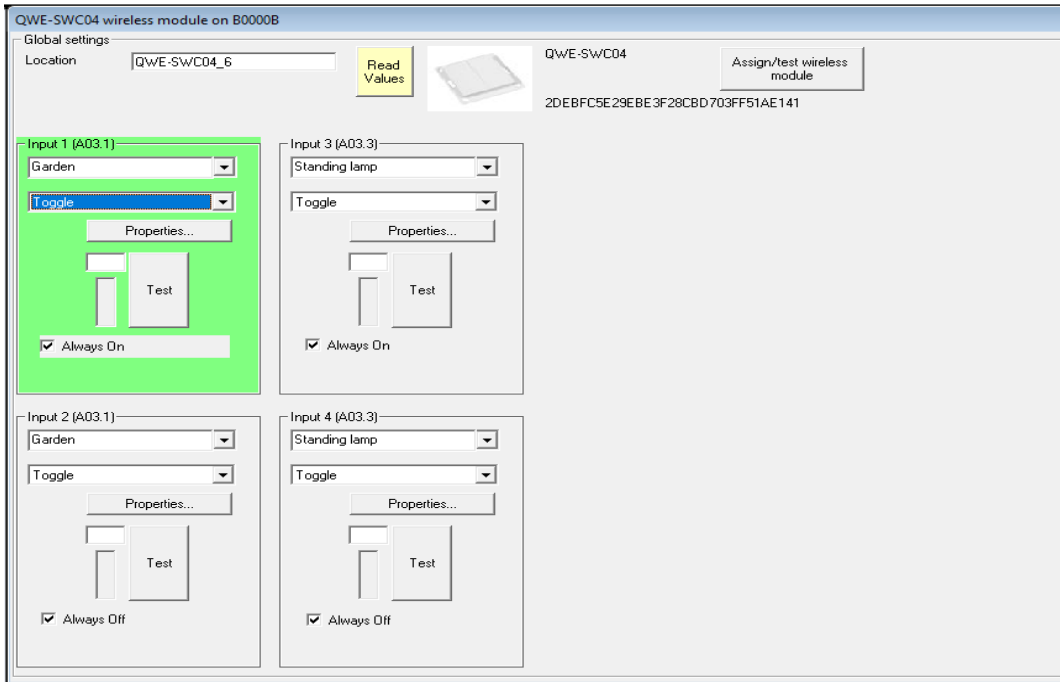 QWE-SWC04 wireless module on B0000B
Global settings
Location
QWE-SWC04_6
Read
Values
QWE-SWC04
2DEBFC5E29EBE3F28CBD703FF51AE141
Assign/test wireless
module
Input 1 (A03.1)
Garden
Toggle
Properties...
Test
Always On
Input 3 (A03.3)
Standing lamp
Toggle
Properties...
Test
Always On
Input 2 (A03.1)
Garden
Toggle
Properties...
Test
Always Off
Input 4 (A03.3)
Standing lamp
Toggle
Properties...
Test
Always Off